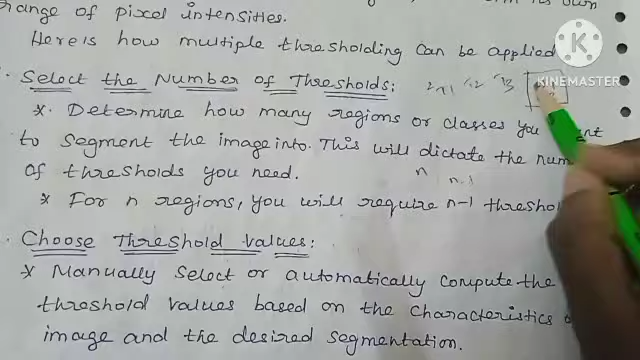 range of pixel intensities.
Here is how multiple thresholding can be applied
KINEMASTER
Select the Number of Thresholds:
* Determine how many regions or classes you
to segment the image into. This will dictate the num
of thresholds you need.
n n-1
* For n regions, you will require n-1 thresho
Choose Threshold Values:
* Manually select or automatically compute the
threshold values based on the characteristics
image and the desired segmentation.